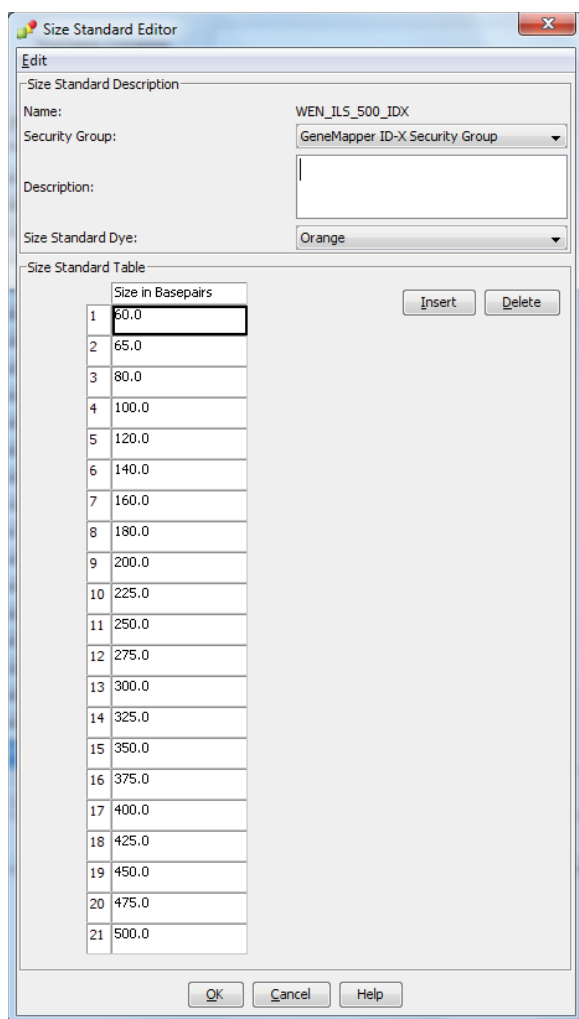 Size Standard Editor
Edit
Size Standard Description
Name: WEN_ILS_500_IDX
Security Group: GeneMapper ID-X Security Group
Description:
Size Standard Dye: Orange
Size Standard Table
Size in Basepairs
Insert Delete
1 60.0
2 65.0
3 80.0
4 100.0
5 120.0
6 140.0
7 160.0
8 180.0
9 200.0
10 225.0
11 250.0
12 275.0
13 300.0
14 325.0
15 350.0
16 375.0
17 400.0
18 425.0
19 450.0
20 475.0
21 500.0
OK Cancel Help